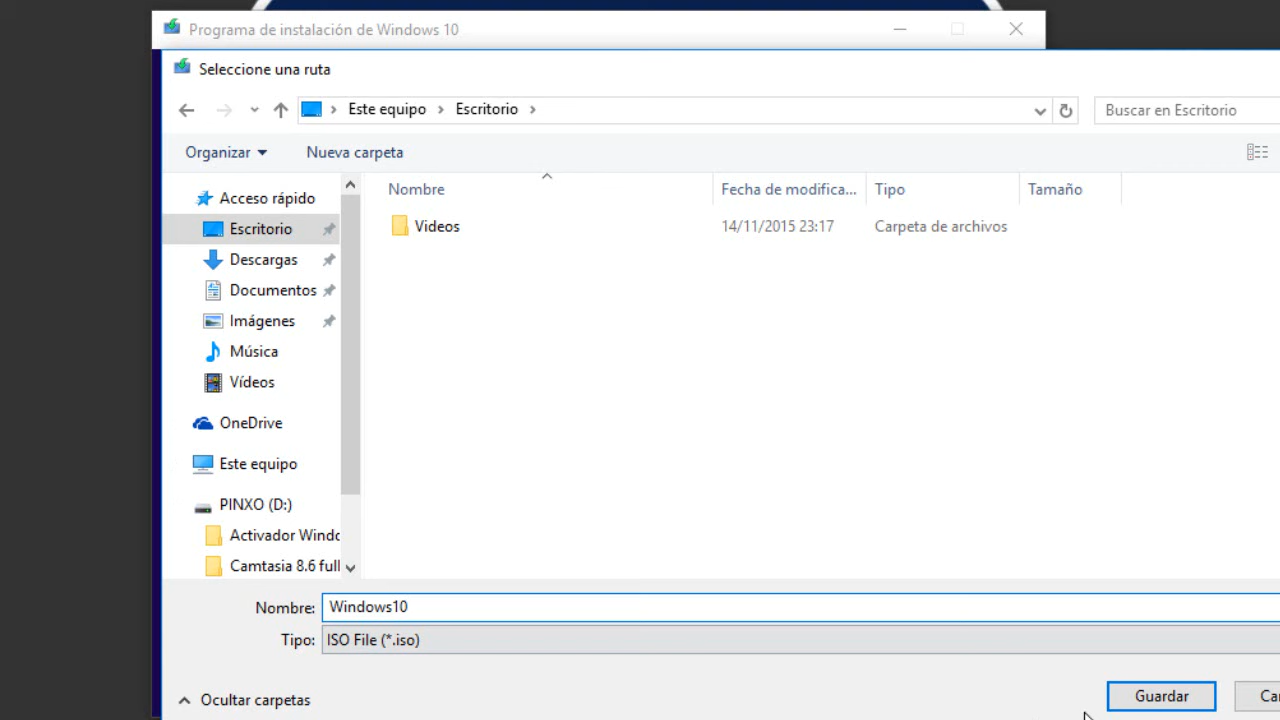 Programa de instalación de Windows 10
Seleccione una ruta
Este equipo
Escritorio
Buscar en Escritorio
Organizar
Nueva carpeta
Nombre
Fecha de modifica...
Tipo
Tamaño
Videos
14/11/2015 23:17
Carpeta de archivos
Acceso rápido
Escritorio
Descargas
Documentos
Imágenes
Música
Vídeos
OneDrive
Este equipo
PINXO (D:)
Activador Windo
Camtasia 8.6 full
Nombre: Windows10
Tipo: ISO File (*.iso)
Ocultar carpetas
Guardar